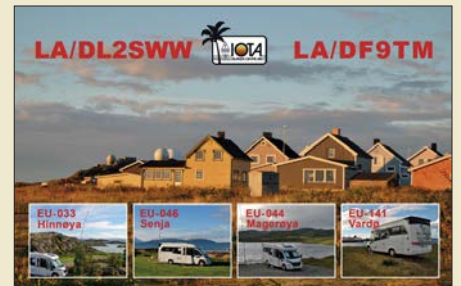 LA/DL2SWW
IOTA
LA/DF9TM
EU-033
Hinnøya
EU-046
Senja
EU-044
Magerøya
EU-141
Vardø